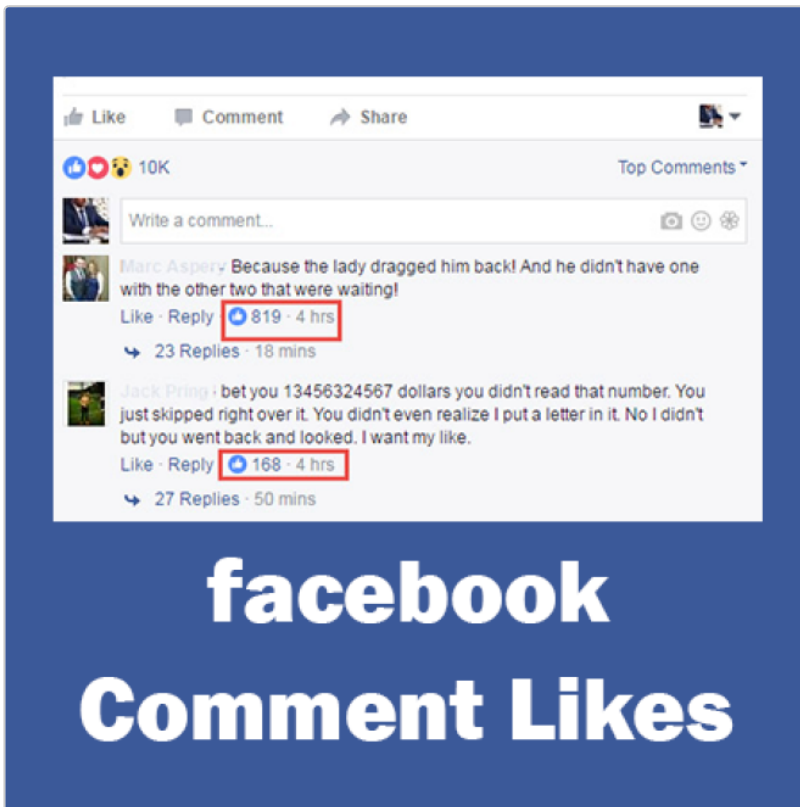 Like Comment Share
10K Top Comments
Write a comment...
Marc Aspery Because the lady dragged him back! And he didn't have one
with the other two that were waiting!
Like · Reply · 819 · 4 hrs
23 Replies · 18 mins
Jack Pring I bet you 13456324567 dollars you didn't read that number. You
just skipped right over it. You didn't even realize I put a letter in it. No I didn't
but you went back and looked. I want my like.
Like · Reply · 168 · 4 hrs
27 Replies · 50 mins
facebook
Comment Likes